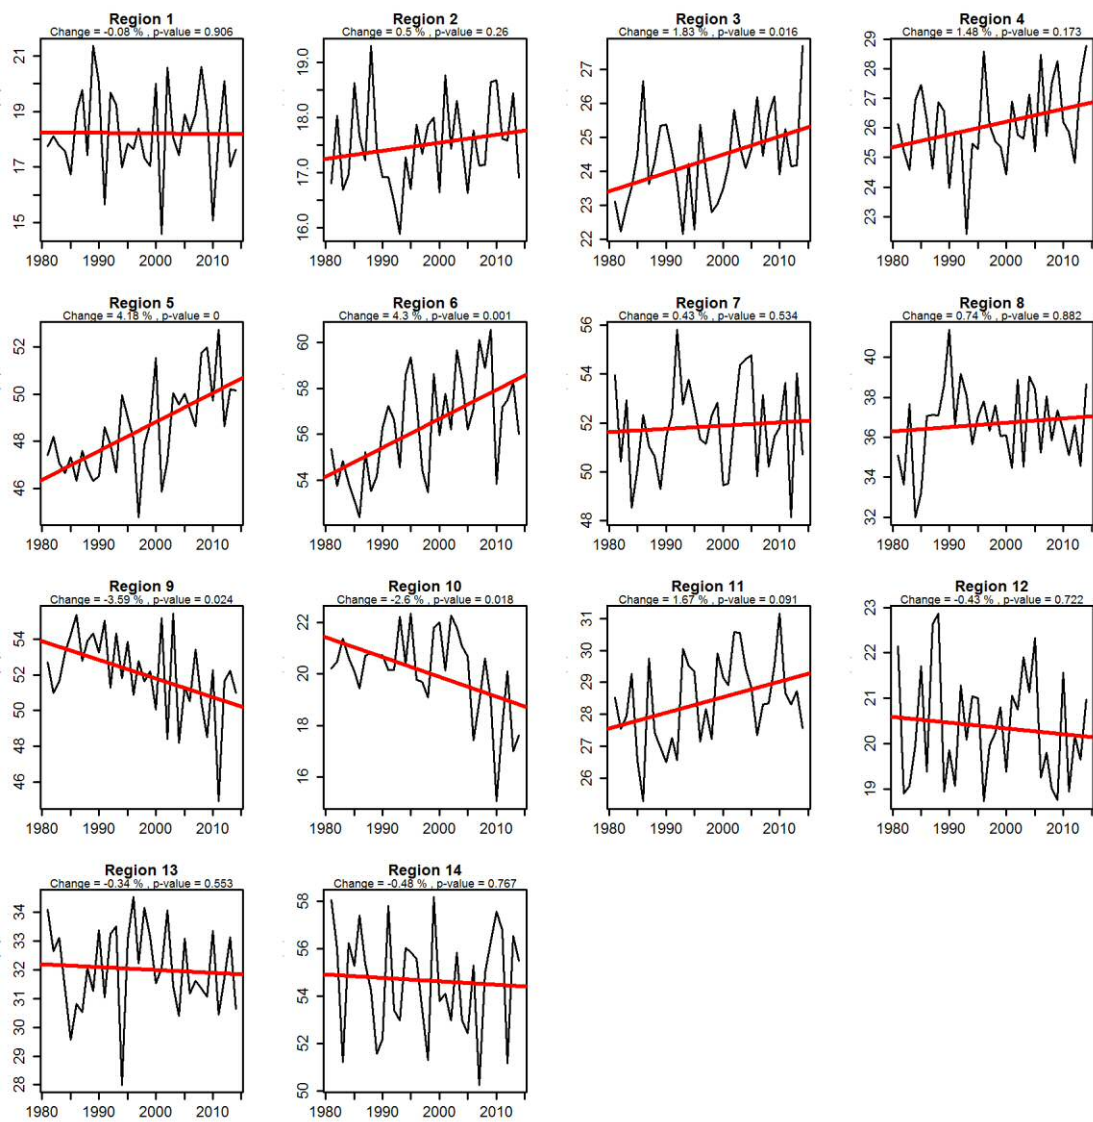 Region 1
Change = -0.08 % , p-value = 0.906
21
19
17
15
1980 1990 2000 2010
Region 2
Change = 0.5 % , p-value = 0.26
19.0
18.0
17.0
16.0
1980 1990 2000 2010
Region 3
Change = 1.83 % , p-value = 0.016
27
26
25
24
23
22
1980 1990 2000 2010
Region 4
Change = 1.48 % , p-value = 0.173
29
28
27
26
25
24
23
1980 1990 2000 2010
Region 5
Change = 4.18 % , p-value = 0
52
50
48
46
1980 1990 2000 2010
Region 6
Change = 4.3 % , p-value = 0.001
60
58
56
54
1980 1990 2000 2010
Region 7
Change = 0.43 % , p-value = 0.534
56
54
52
50
48
1980 1990 2000 2010
Region 8
Change = 0.74 % , p-value = 0.882
40
38
36
34
32
1980 1990 2000 2010
Region 9
Change = -3.59 % , p-value = 0.024
54
52
50
48
46
1980 1990 2000 2010
Region 10
Change = -2.6 % , p-value = 0.018
22
20
18
16
1980 1990 2000 2010
Region 11
Change = 1.67 % , p-value = 0.091
31
30
29
28
27
26
1980 1990 2000 2010
Region 12
Change = -0.43 % , p-value = 0.722
23
22
21
20
19
1980 1990 2000 2010
Region 13
Change = -0.34 % , p-value = 0.553
34
33
32
31
30
29
28
1980 1990 2000 2010
Region 14
Change = -0.48 % , p-value = 0.767
58
56
54
52
50
1980 1990 2000 2010